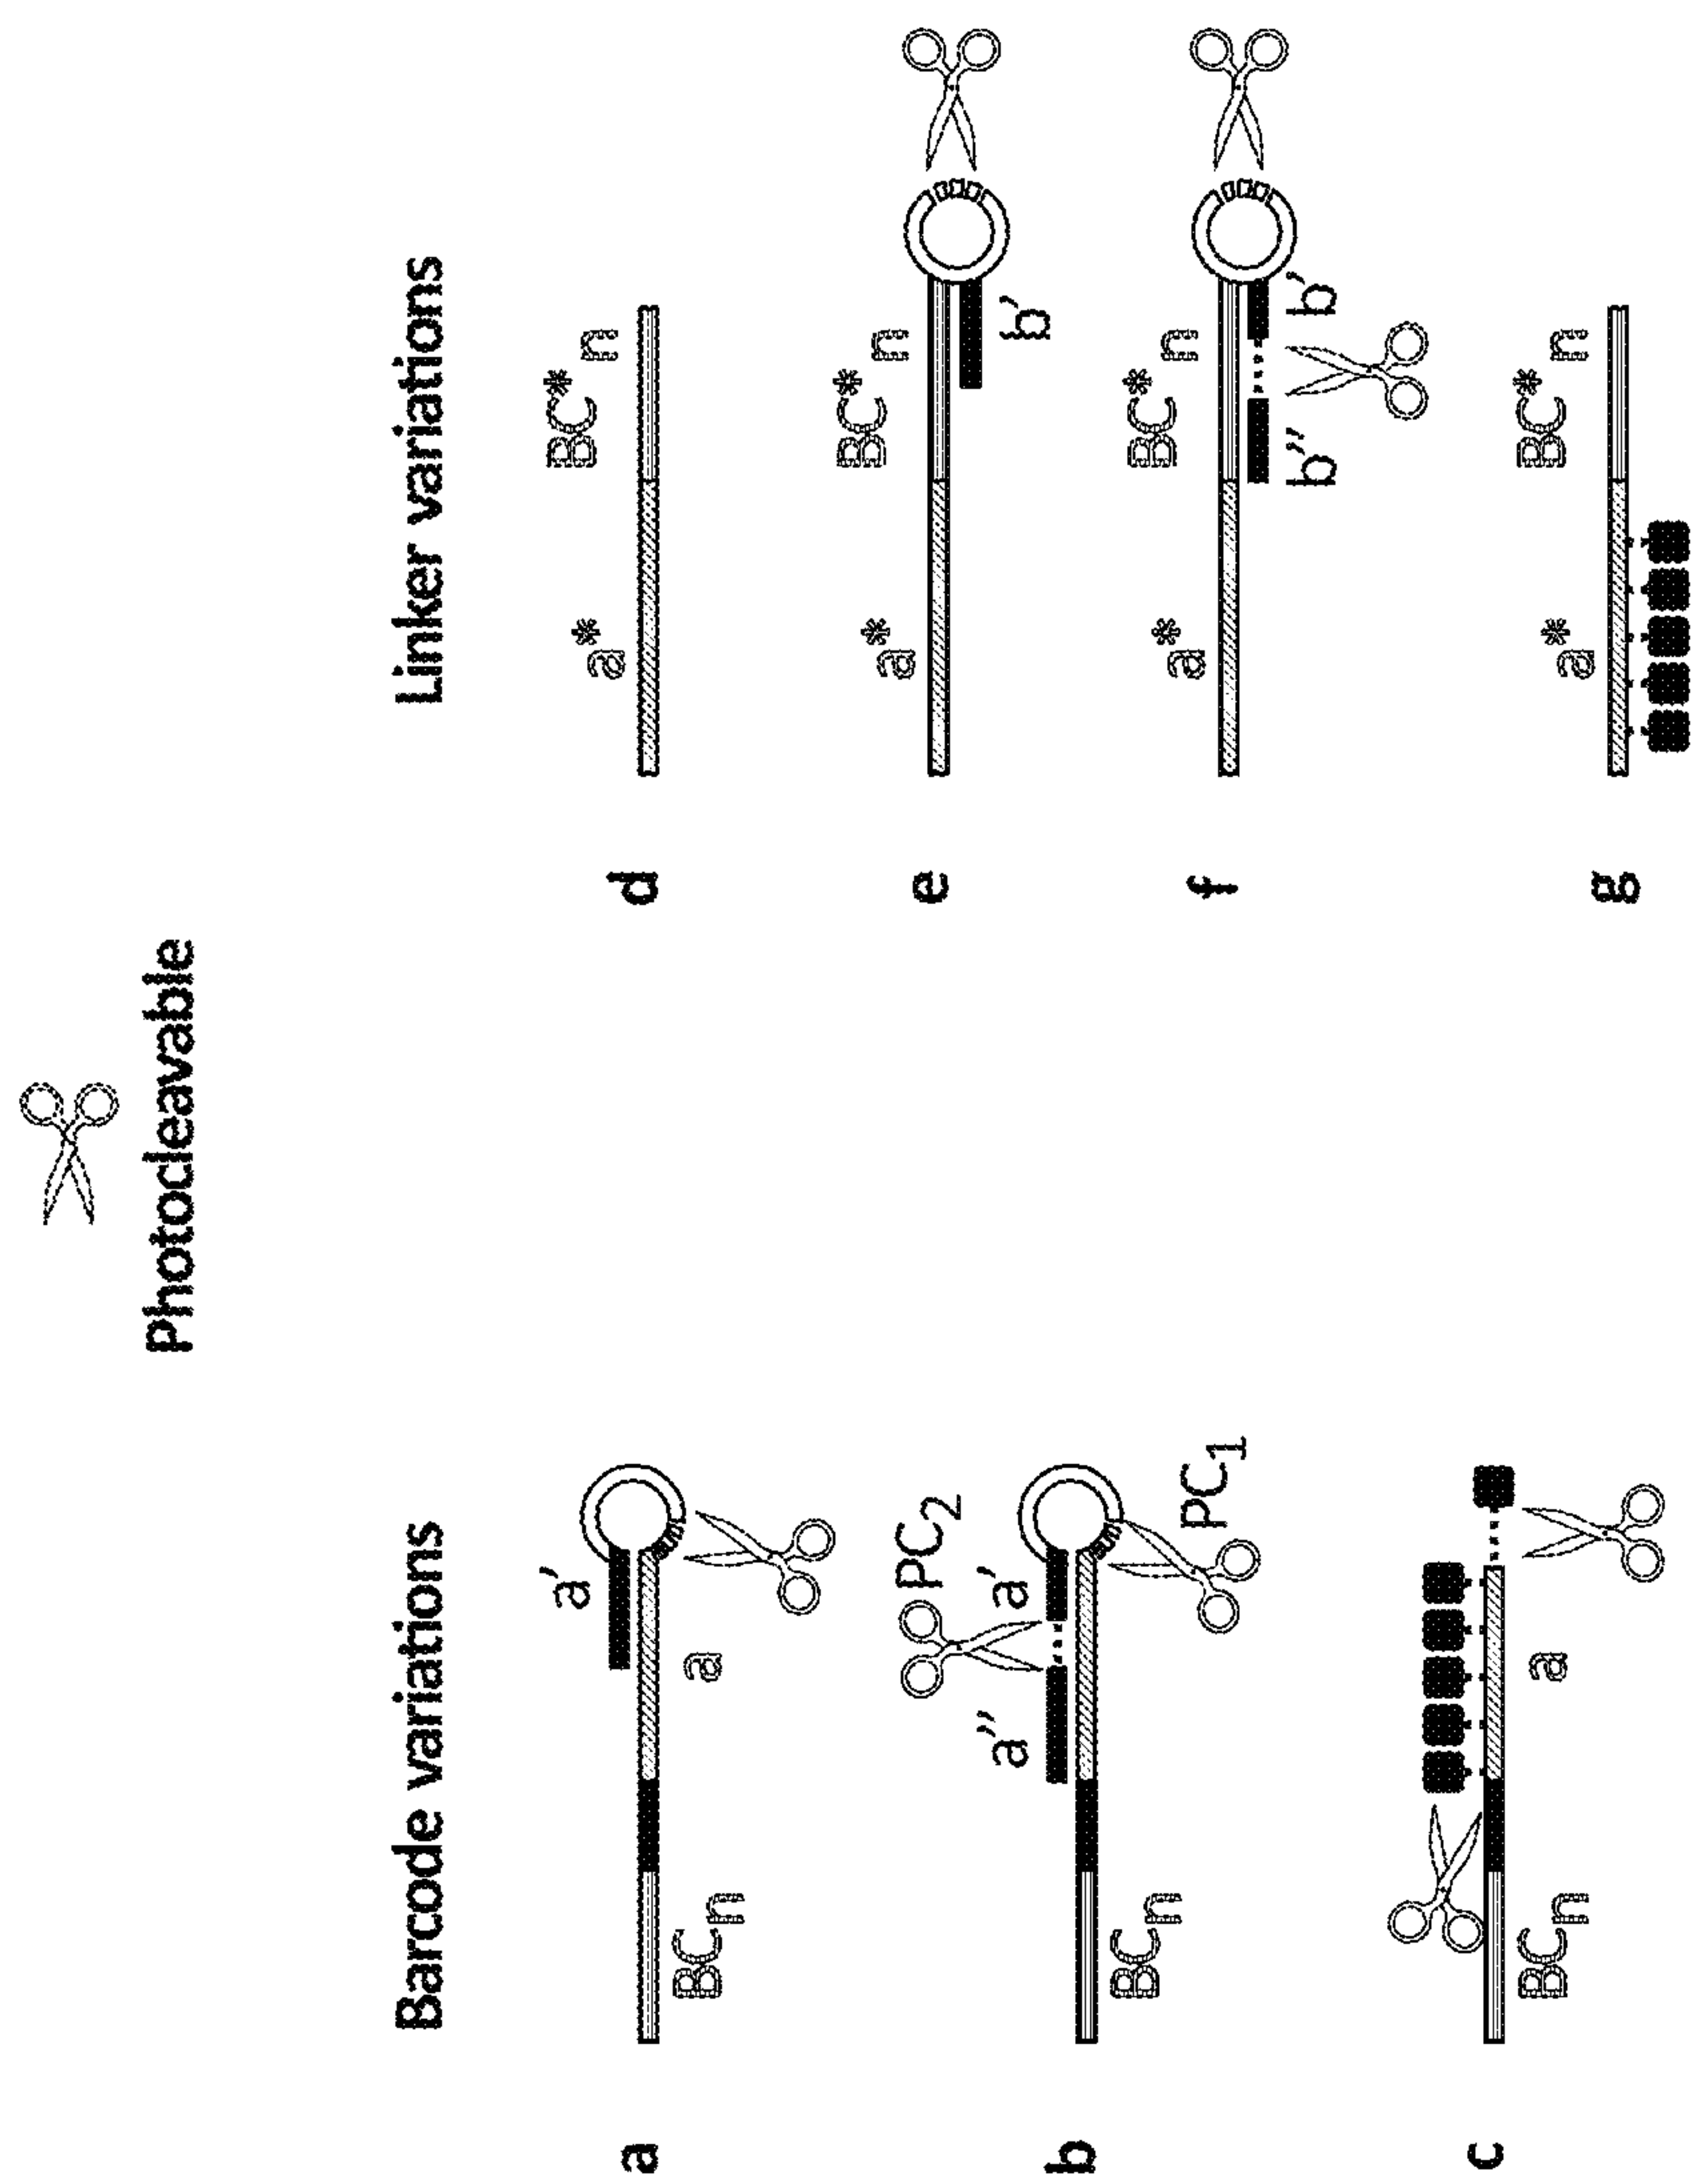 Photocleavable
Barcode variations
Linker variations
a
a'
BCn
a
b
PC2
a''
a'
PC1
BCn
c
BCn
a
d
a*
BC*n
e
a*
BC*n
b'
f
a*
BC*n
b''
b'
g
a*
BC*n